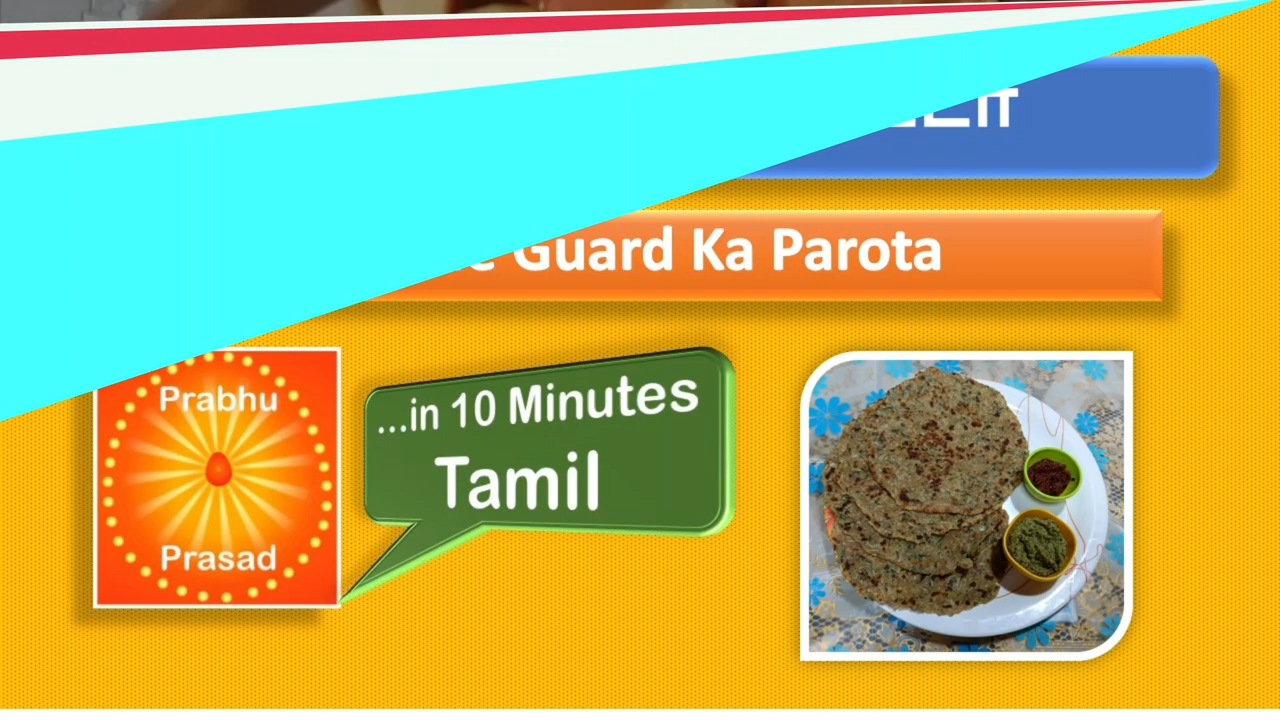 Guard Ka Parota
Prabhu
Prasad
...in 10 Minutes
Tamil